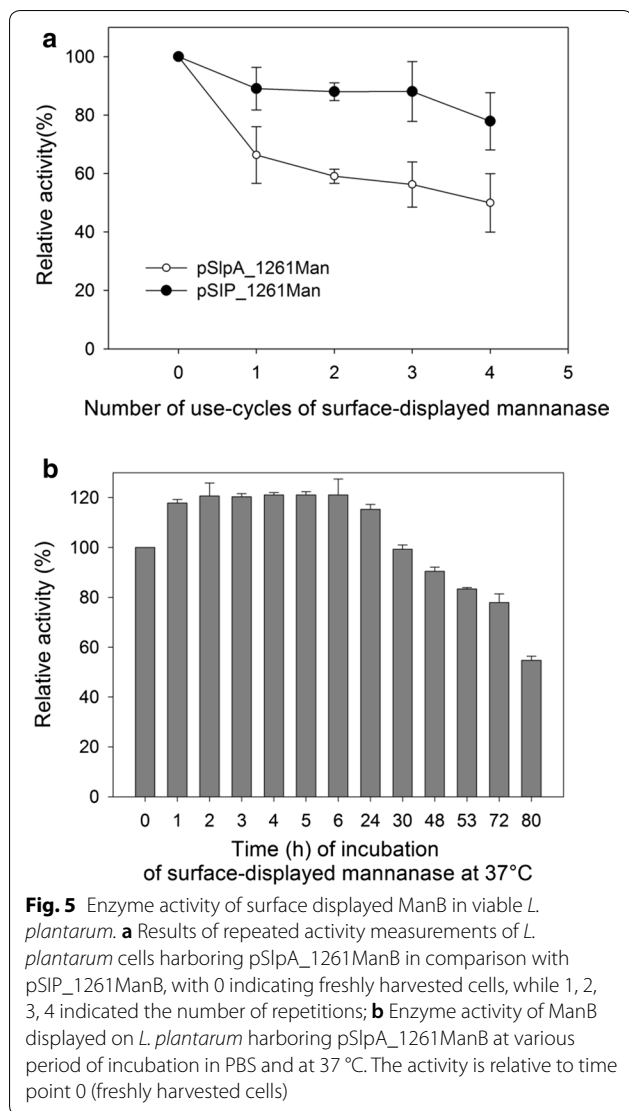 a
100
80
60
40
20
0
Relative activity(%)
pSlpA_1261Man
pSIP_1261Man
0 1 2 3 4 5
Number of use-cycles of surface-displayed mannanase
b
120
100
80
60
40
20
0
Relative activity (%)
0 1 2 3 4 5 6 24 30 48 53 72 80
Time (h) of incubation
of surface-displayed mannanase at 37°C
Fig. 5 Enzyme activity of surface displayed ManB in viable L.
plantarum. a Results of repeated activity measurements of L.
plantarum cells harboring pSlpA_1261ManB in comparison with
pSIP_1261ManB, with 0 indicating freshly harvested cells, while 1, 2,
3, 4 indicated the number of repetitions; b Enzyme activity of ManB
displayed on L. plantarum harboring pSlpA_1261ManB at various
period of incubation in PBS and at 37 °C. The activity is relative to time
point 0 (freshly harvested cells)